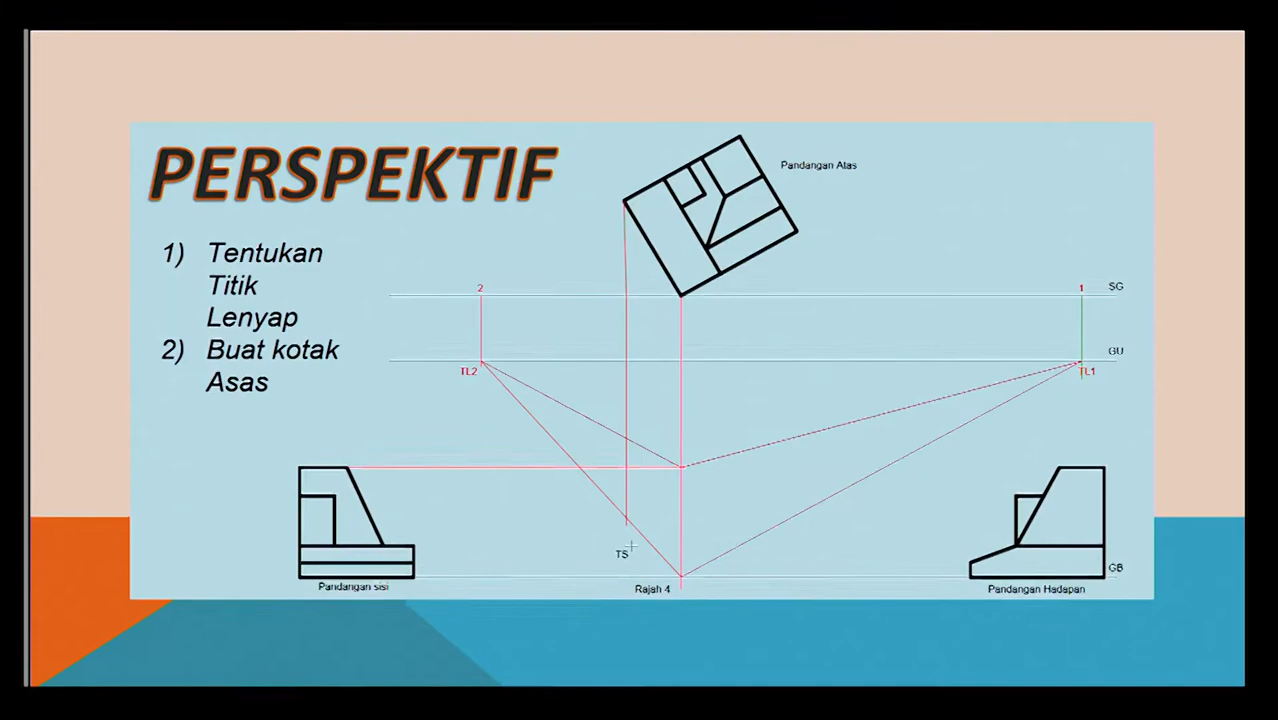 PERSPEKTIF
Pandangan Atas
1) Tentukan
Titik
Lenyap
2) Buat kotak
Asas
2
1
SG
GU
TL2
TL1
TS
GB
Pandangan sisi
Rajah 4
Pandangan Hadapan